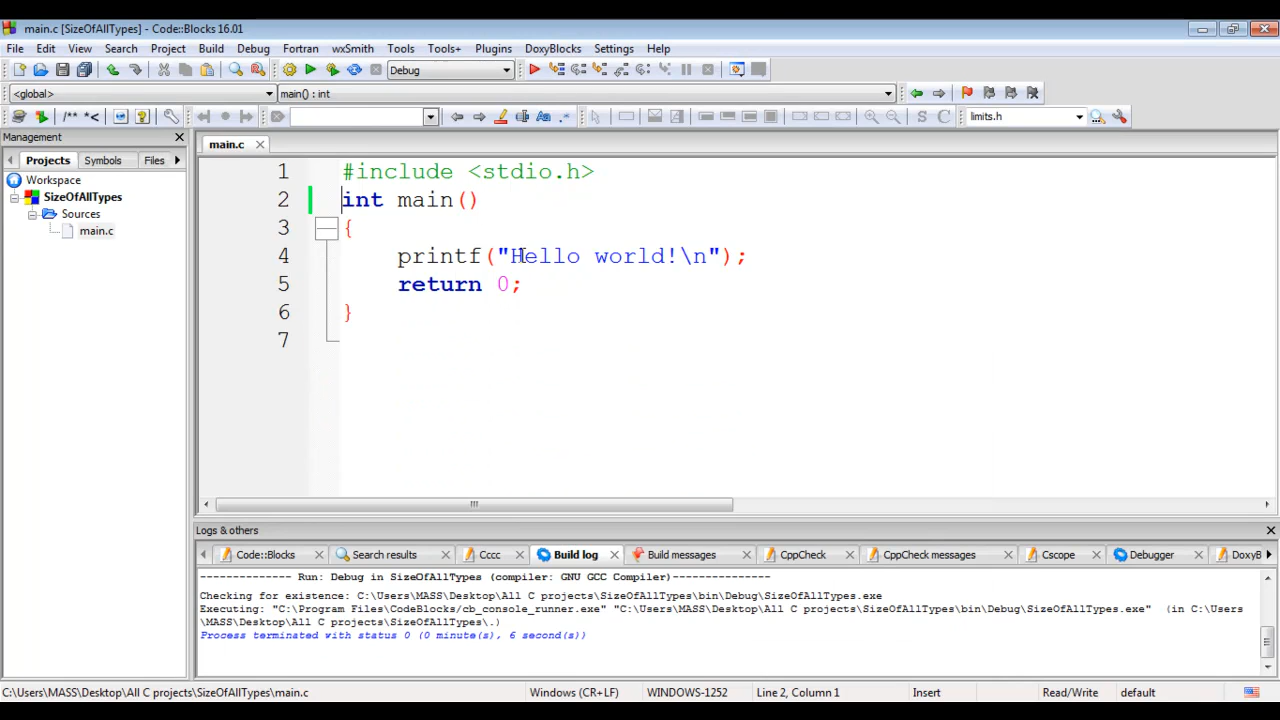 main.c [SizeOfAllTypes] - Code::Blocks 16.01
File Edit View Search Project Build Debug Fortran wxSmith Tools Tools+ Plugins DoxyBlocks Settings Help
Debug
<global> main() : int
/** *< Aa .* S C limits.h
Management
main.c
Projects Symbols Files
Workspace
SizeOfAllTypes
Sources
main.c
1 #include <stdio.h>
2 int main()
3 {
4 printf("Hello world!\n");
5 return 0;
6 }
7
Logs & others
Code::Blocks Search results Cccc Build log Build messages CppCheck CppCheck messages Cscope Debugger DoxyB
-------------- Run: Debug in SizeOfAllTypes (compiler: GNU GCC Compiler)---------------
Checking for existence: C:\Users\MASS\Desktop\All C projects\SizeOfAllTypes\bin\Debug\SizeOfAllTypes.exe
Executing: "C:\Program Files\CodeBlocks/cb_console_runner.exe" "C:\Users\MASS\Desktop\All C projects\SizeOfAllTypes\bin\Debug\SizeOfAllTypes.exe" (in C:\Users
\MASS\Desktop\All C projects\SizeOfAllTypes\.)
Process terminated with status 0 (0 minute(s), 6 second(s))
C:\Users\MASS\Desktop\All C projects\SizeOfAllTypes\main.c Windows (CR+LF) WINDOWS-1252 Line 2, Column 1 Insert Read/Write default